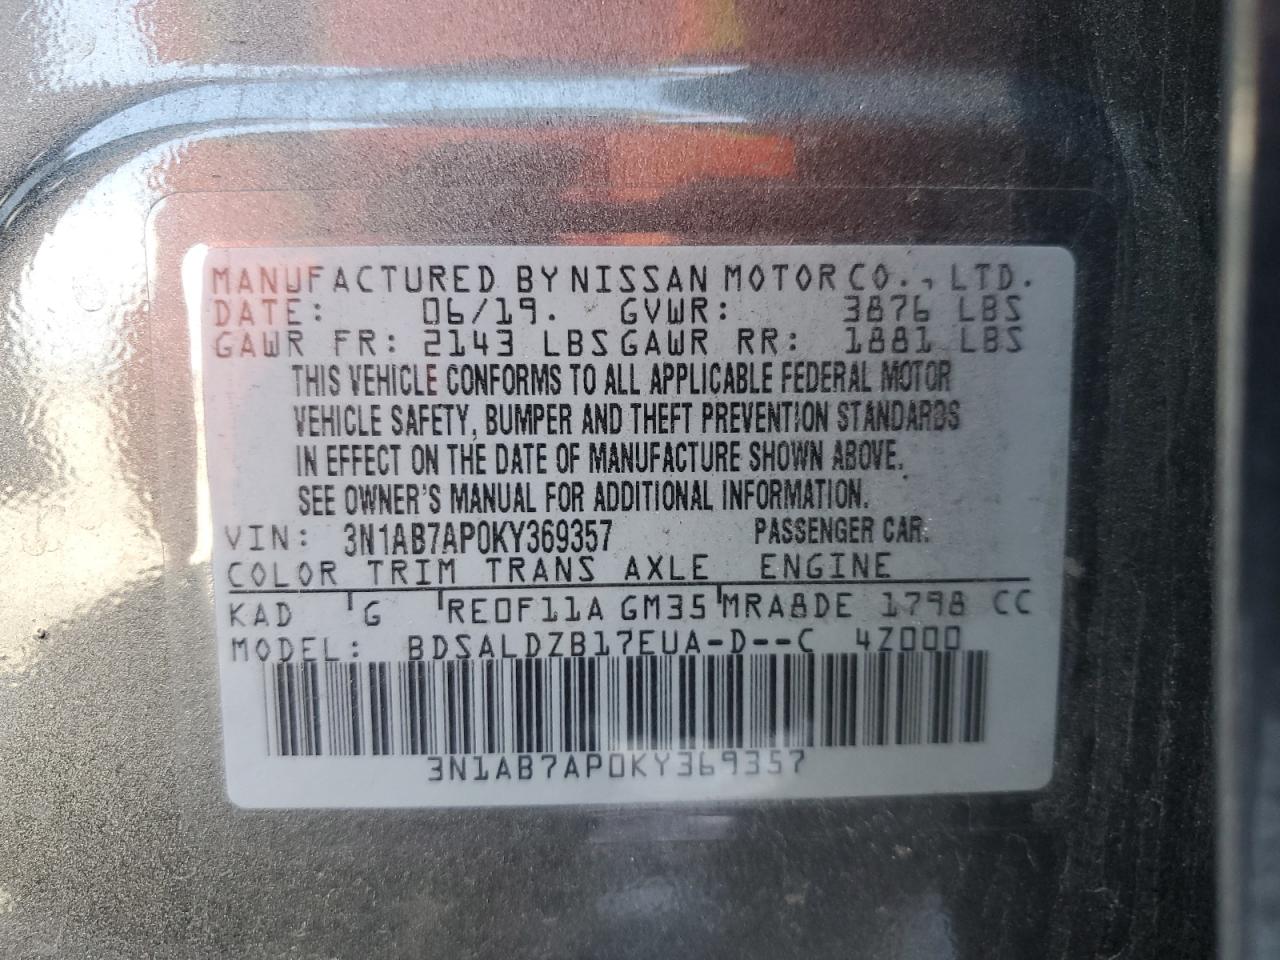 MANUFACTURED BY NISSAN MOTOR CO., LTD.
DATE: 06/19. GVWR: 3876 LBS
GAWR FR: 2143 LBS GAWR RR: 1881 LBS
THIS VEHICLE CONFORMS TO ALL APPLICABLE FEDERAL MOTOR
VEHICLE SAFETY, BUMPER AND THEFT PREVENTION STANDARDS
IN EFFECT ON THE DATE OF MANUFACTURE SHOWN ABOVE.
SEE OWNER'S MANUAL FOR ADDITIONAL INFORMATION.
VIN: 3N1AB7AP0KY369357 PASSENGER CAR.
COLOR TRIM TRANS AXLE ENGINE
KAD G RE0F11A GM35 MRA8DE 1798 CC
MODEL: BDSALDZB17EUA-D--C 4Z000
3N1AB7AP0KY369357